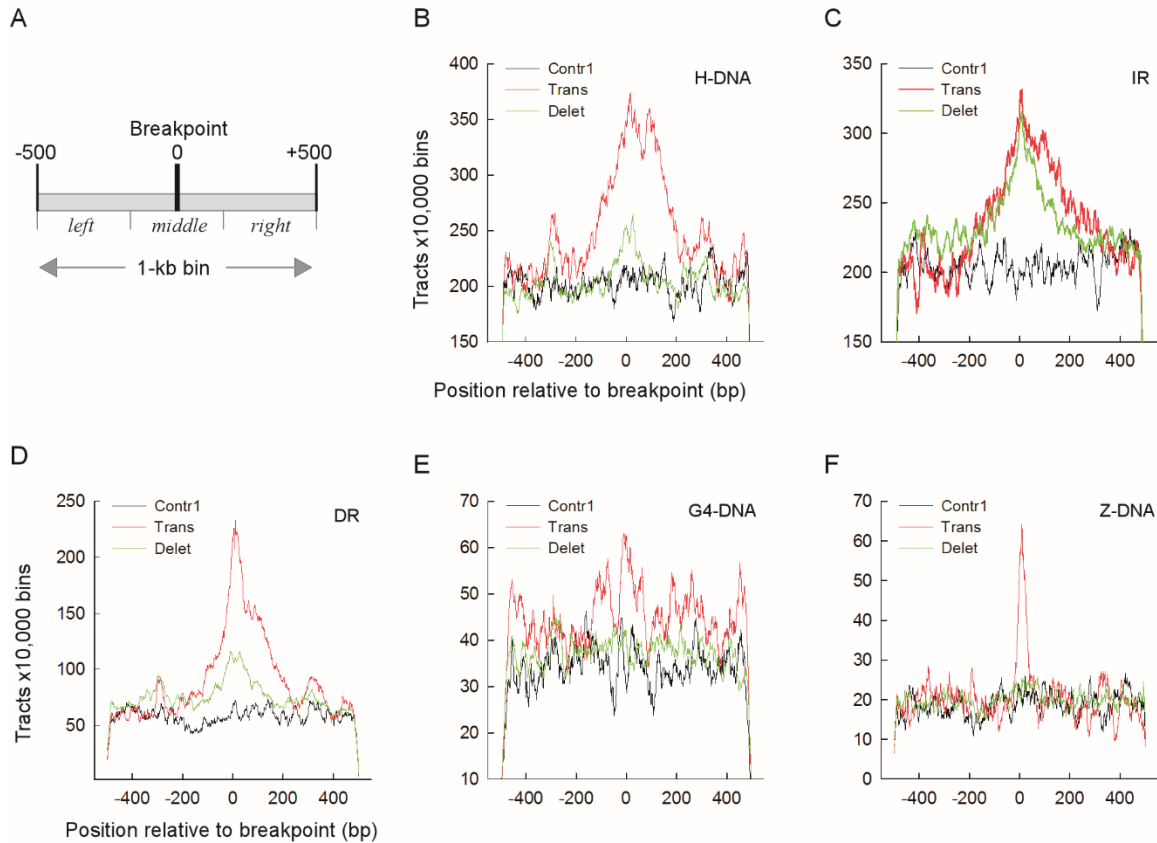 A
Breakpoint
-500 0 +500
left middle right
1-kb bin
B
H-DNA
Contr1
Trans
Delet
Tracts x10,000 bins
400
350
300
250
200
150
-400 -200 0 200 400
Position relative to breakpoint (bp)
C
IR
Contr1
Trans
Delet
350
300
250
200
150
-400 -200 0 200 400
D
DR
Contr1
Trans
Delet
Tracts x10,000 bins
250
200
150
100
50
-400 -200 0 200 400
Position relative to breakpoint (bp)
E
G4-DNA
Contr1
Trans
Delet
70
60
50
40
30
20
10
-400 -200 0 200 400
F
Z-DNA
Contr1
Trans
Delet
70
60
50
40
30
20
10
0
-400 -200 0 200 400